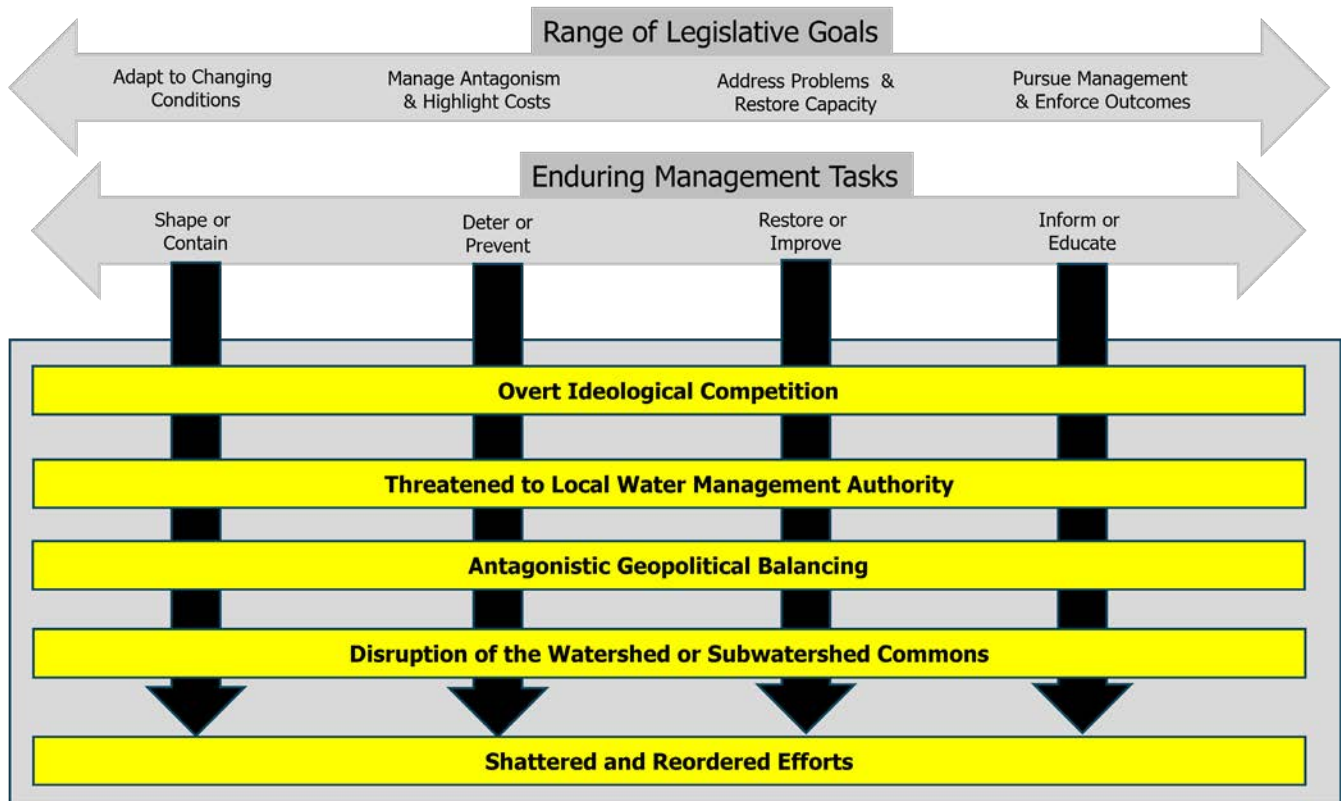 Range of Legislative Goals
Adapt to Changing
Conditions
Manage Antagonism
& Highlight Costs
Address Problems &
Restore Capacity
Pursue Management
& Enforce Outcomes
Enduring Management Tasks
Shape or
Contain
Deter or
Prevent
Restore or
Improve
Inform or
Educate
Overt Ideological Competition
Threatened to Local Water Management Authority
Antagonistic Geopolitical Balancing
Disruption of the Watershed or Subwatershed Commons
Shattered and Reordered Efforts